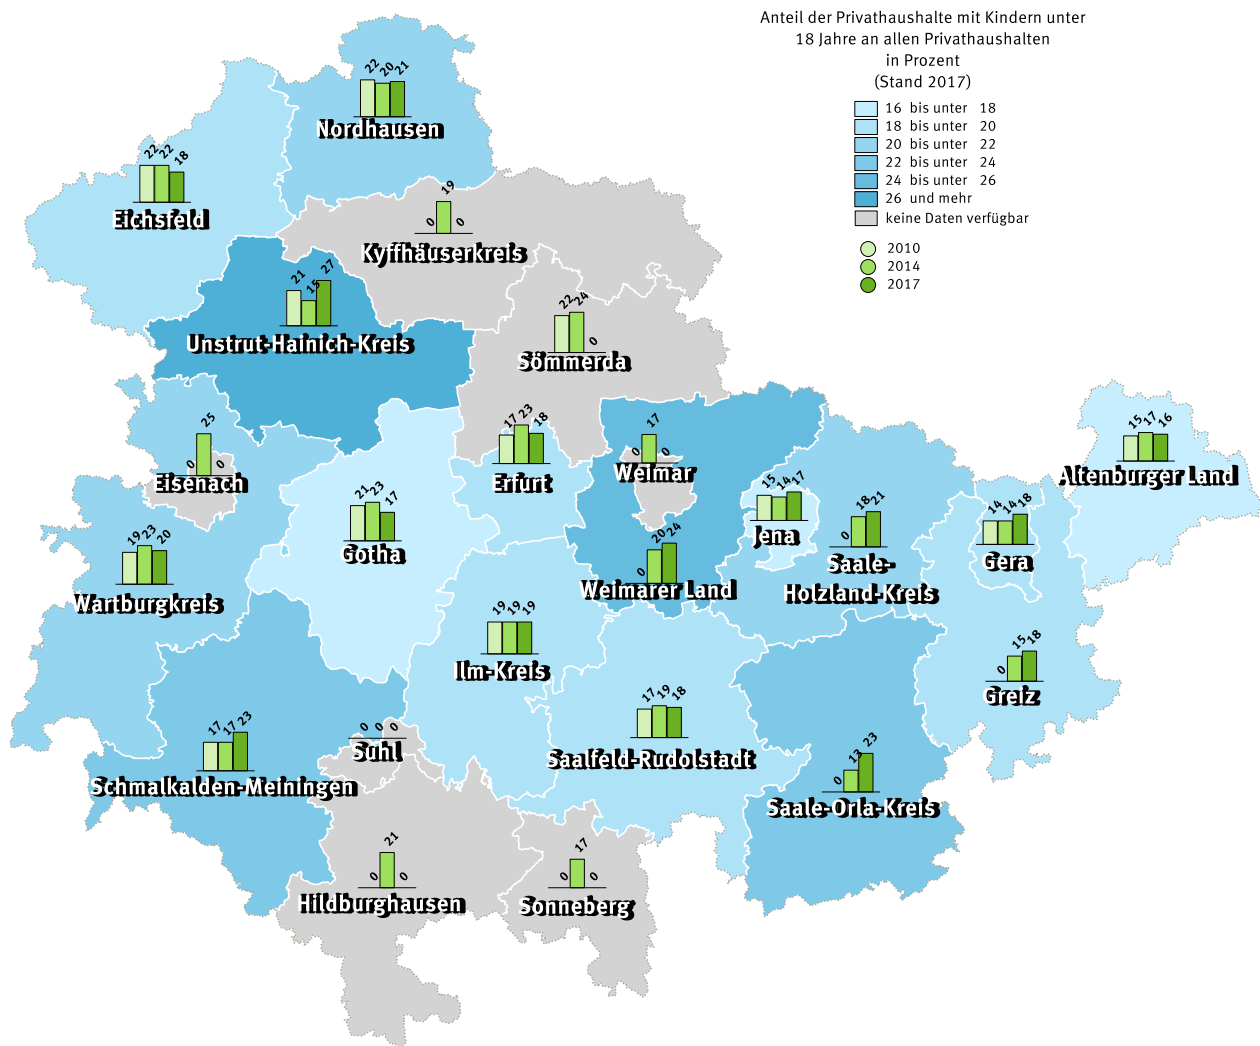 Anteil der Privathaushalte mit Kindern unter
18 Jahre an allen Privathaushalten
in Prozent
(Stand 2017)
16 bis unter 18
18 bis unter 20
20 bis unter 22
22 bis unter 24
24 bis unter 26
26 und mehr
keine Daten verfügbar
2010
2014
2017
22 20 21
Nordhausen
22 22 18
Eichsfeld
0 19 0
Kyffhäuserkreis
21 15 27
Unstrut-Hainich-Kreis
22 24 0
Sömmerda
0 25 0
Eisenach
17 23 18
Erfurt
0 17 0
Weimar
15 17 16
Altenburger Land
21 23 17
Gotha
15 14 17
Jena
0 18 21
Saale-
Holzland-Kreis
14 14 18
Gera
19 23 20
Wartburgkreis
0 20 24
Weimarer Land
19 19 19
Ilm-Kreis
0 15 18
Greiz
17 17 23
Schmalkalden-Meiningen
0 0 0
Suhl
17 19 18
Saalfeld-Rudolstadt
0 13 23
Saale-Orla-Kreis
0 21 0
Hildburghausen
0 17 0
Sonneberg